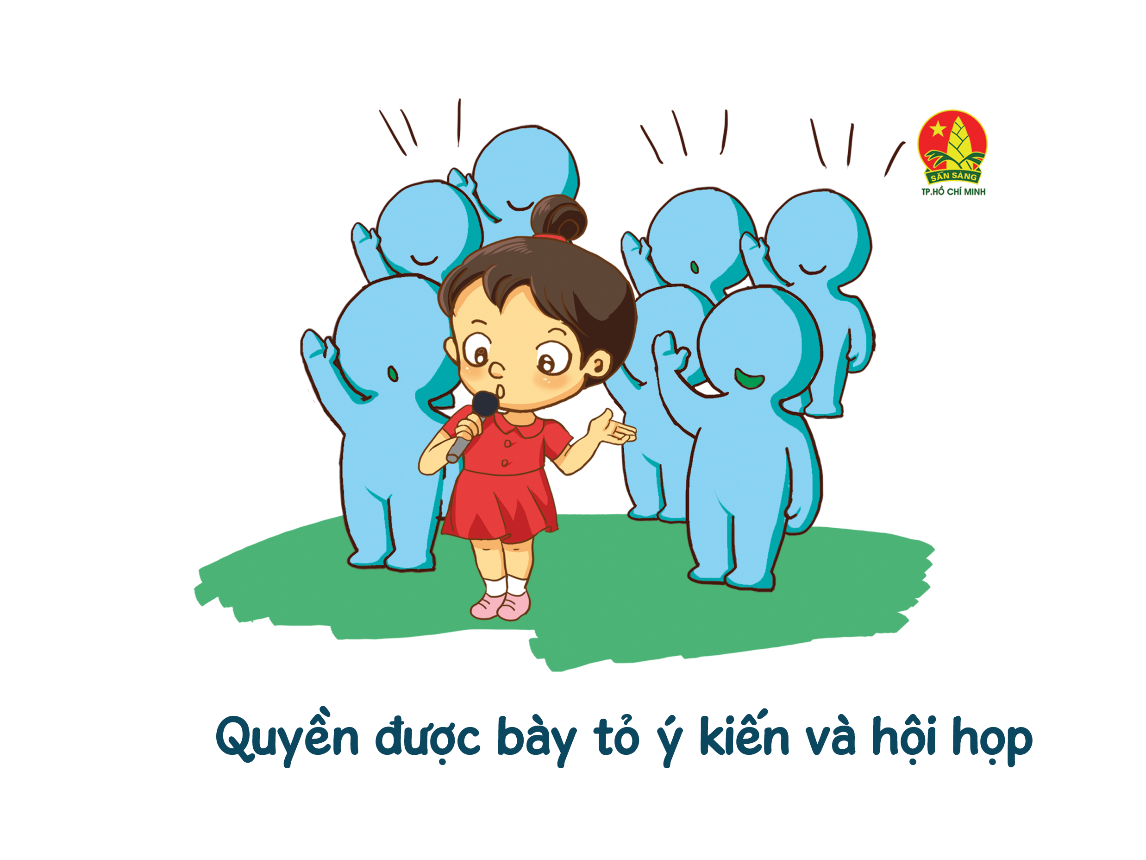 SẴN SÀNG
TP.HỒ CHÍ MINH
Quyền được bày tỏ ý kiến và hội họp